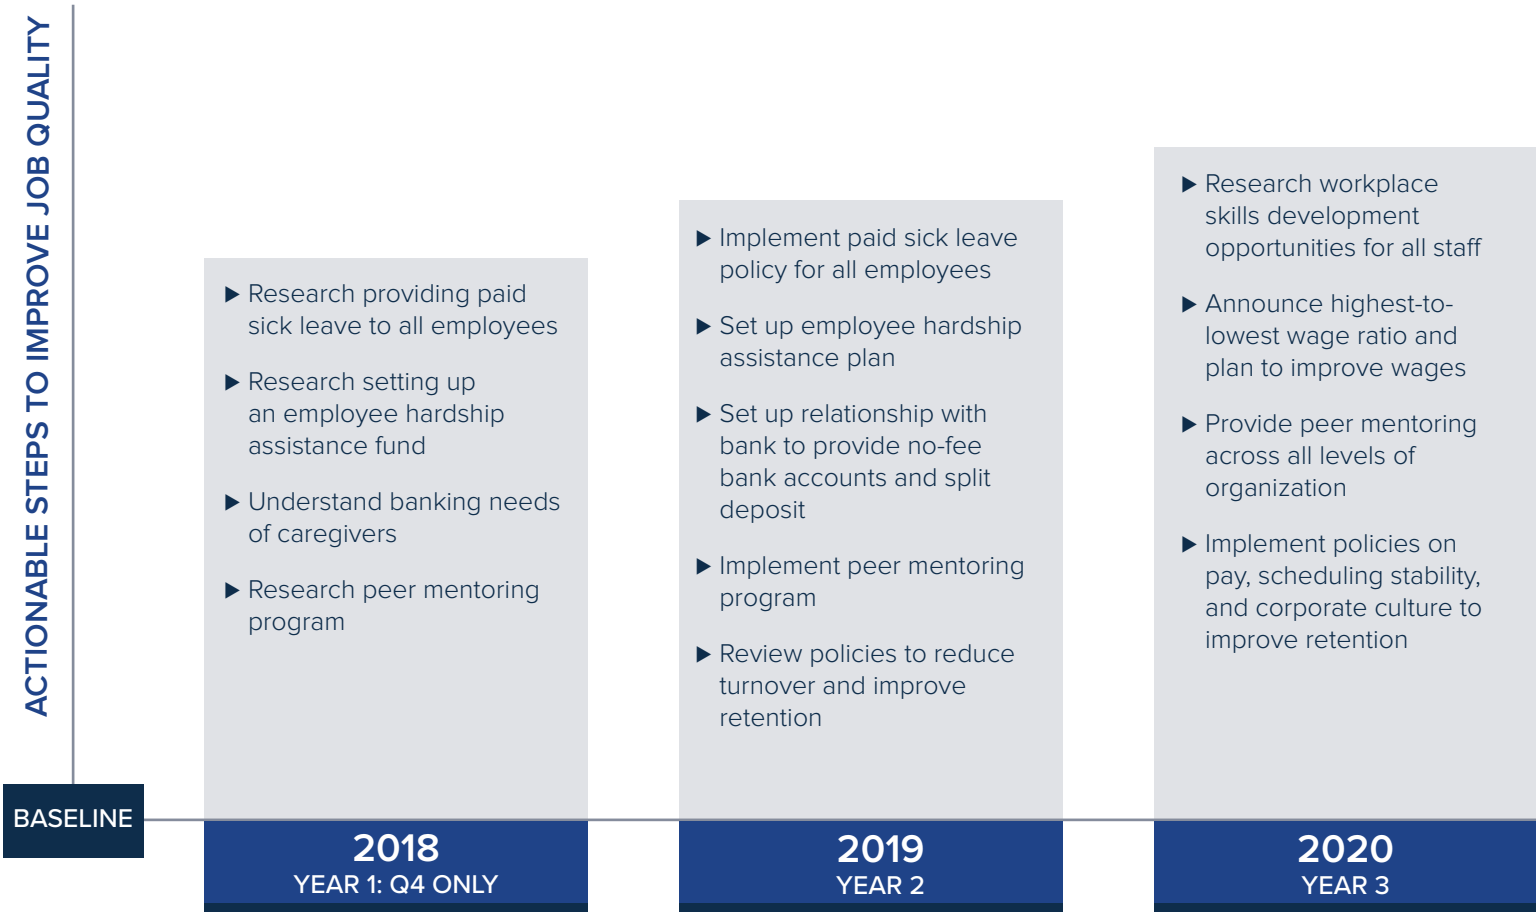 ACTIONABLE STEPS TO IMPROVE JOB QUALITY
▶ Research providing paid
sick leave to all employees
▶ Research setting up
an employee hardship
assistance fund
▶ Understand banking needs
of caregivers
▶ Research peer mentoring
program
▶ Implement paid sick leave
policy for all employees
▶ Set up employee hardship
assistance plan
▶ Set up relationship with
bank to provide no-fee
bank accounts and split
deposit
▶ Implement peer mentoring
program
▶ Review policies to reduce
turnover and improve
retention
▶ Research workplace
skills development
opportunities for all staff
▶ Announce highest-to-
lowest wage ratio and
plan to improve wages
▶ Provide peer mentoring
across all levels of
organization
▶ Implement policies on
pay, scheduling stability,
and corporate culture to
improve retention
BASELINE
2018
YEAR 1: Q4 ONLY
2019
YEAR 2
2020
YEAR 3